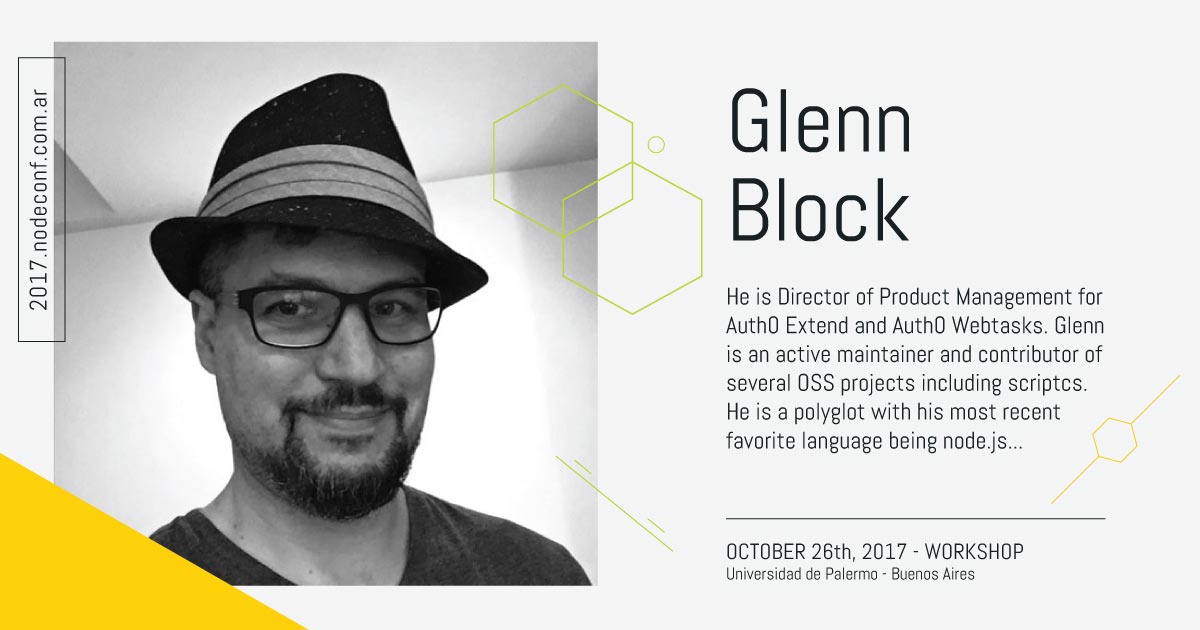 2017.nodeconf.com.ar
Glenn
Block
He is Director of Product Management for
Auth0 Extend and Auth0 Webtasks. Glenn
is an active maintainer and contributor of
several OSS projects including scriptcs.
He is a polyglot with his most recent
favorite language being node.js...
OCTOBER 26th, 2017 - WORKSHOP
Universidad de Palermo - Buenos Aires